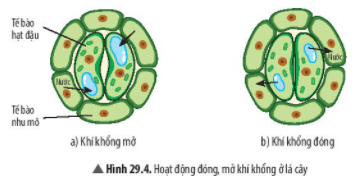 Tế bào
hạt đậu
Nước
Nước
Tế bào
nhu mô
a) Khí khổng mở
b) Khí khổng đóng
▲ Hình 29.4. Hoạt động đóng, mở khí khổng ở lá cây